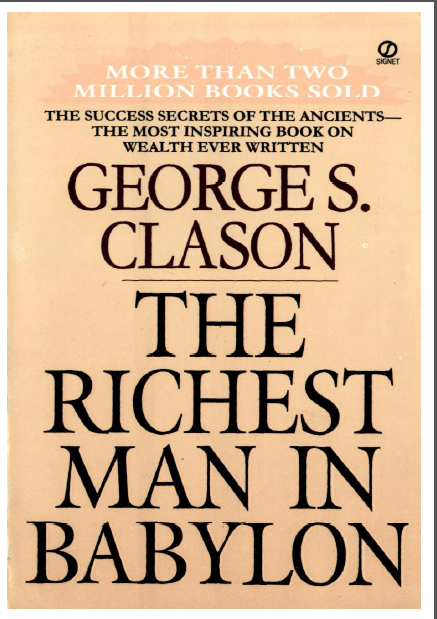 SIGNET
MORE THAN TWO
MILLION BOOKS SOLD
THE SUCCESS SECRETS OF THE ANCIENTS—
THE MOST INSPIRING BOOK ON
WEALTH EVER WRITTEN
GEORGE S.
CLASON
THE
RICHEST
MAN IN
BABYLON